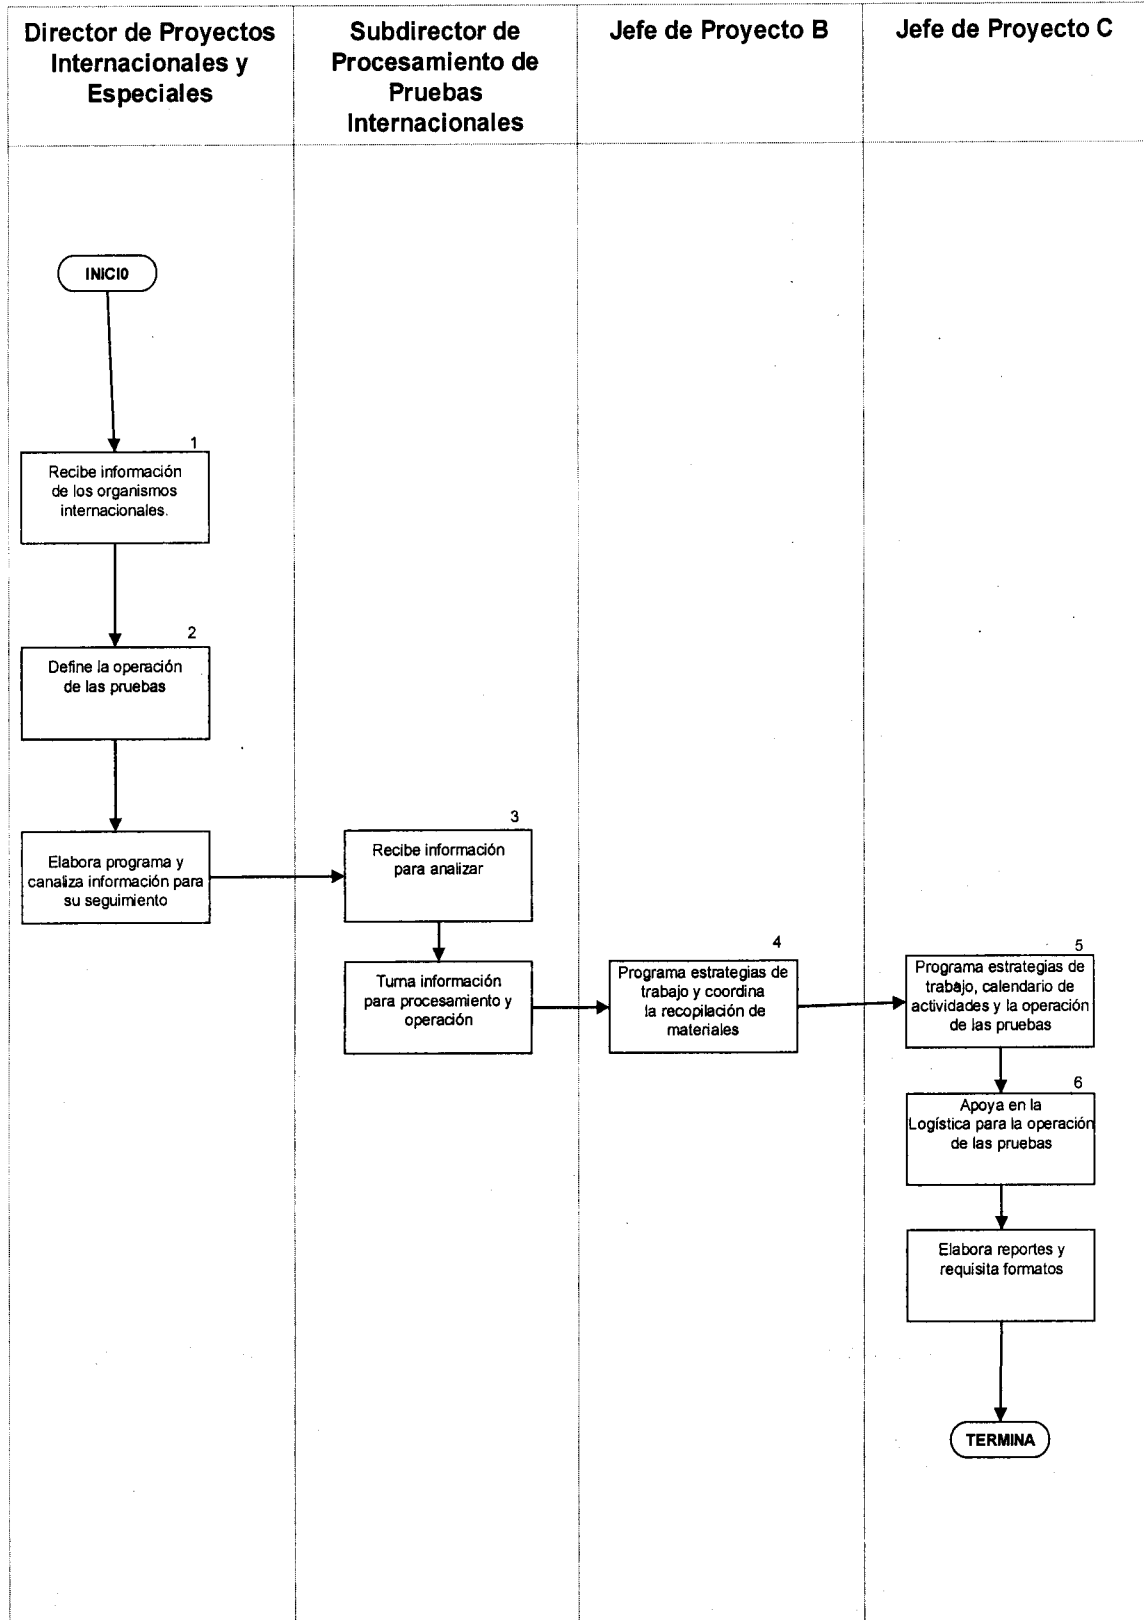 Director de Proyectos
Internacionales y
Especiales
Subdirector de
Procesamiento de
Pruebas
Internacionales
Jefe de Proyecto B
Jefe de Proyecto C
INICI0
1
Recibe información
de los organismos
internacionales.
2
Define la operación
de las pruebas
Elabora programa y
canaliza información para
su seguimiento
3
Recibe información
para analizar
Turna información
para procesamiento y
operación
4
Programa estrategias de
trabajo y coordina
la recopilación de
materiales
5
Programa estrategias de
trabajo, calendario de
actividades y la operación
de las pruebas
6
Apoya en la
Logística para la operación
de las pruebas
Elabora reportes y
requisita formatos
TERMINA